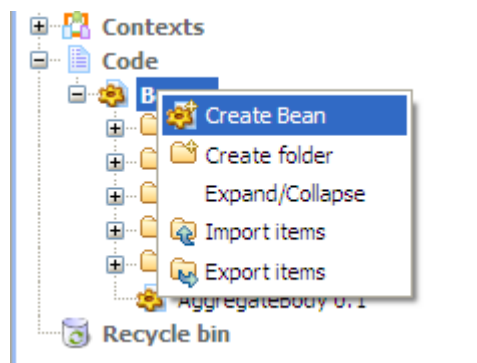 Contexts
Code
B
Create Bean
Create folder
Expand/Collapse
Import items
Export items
AggregateBody 0.1
Recycle bin